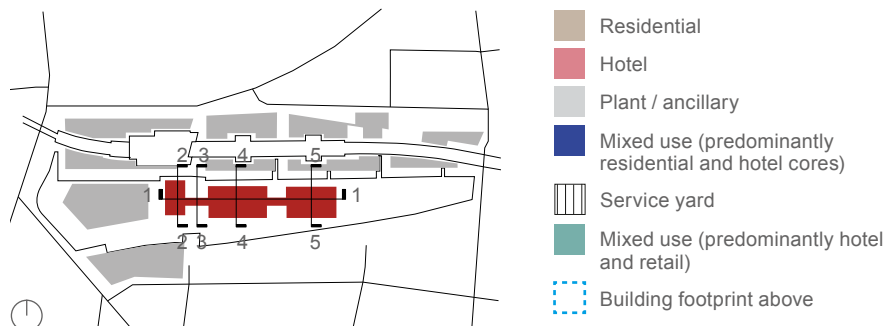 Residential
Hotel
Plant / ancillary
Mixed use (predominantly
residential and hotel cores)
Service yard
Mixed use (predominantly hotel
and retail)
Building footprint above
2 3 4 5
1 1
2 3 4 5